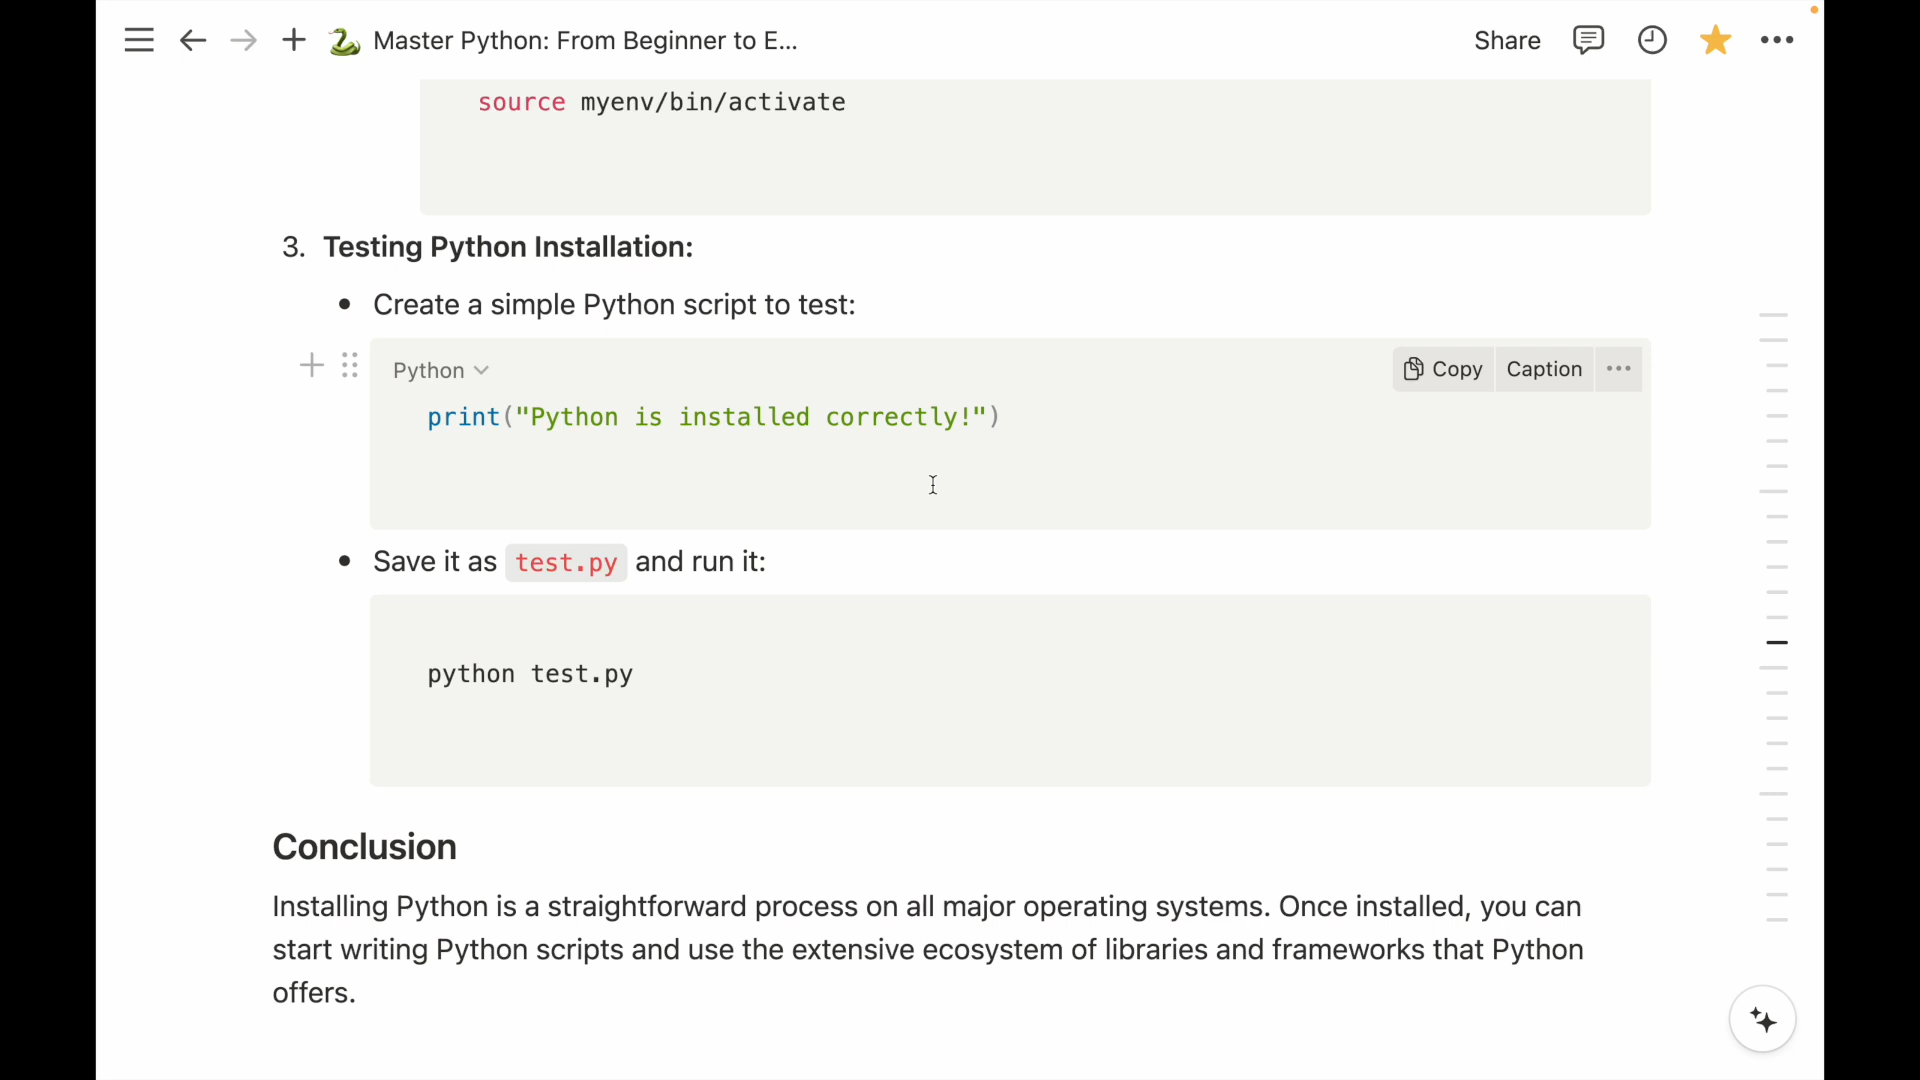 Master Python: From Beginner to E...
Share
source myenv/bin/activate
3. Testing Python Installation:
• Create a simple Python script to test:
Python
Copy
Caption
print("Python is installed correctly!")
• Save it as test.py and run it:
python test.py
Conclusion
Installing Python is a straightforward process on all major operating systems. Once installed, you can
start writing Python scripts and use the extensive ecosystem of libraries and frameworks that Python
offers.